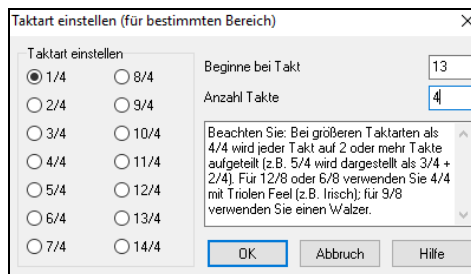 Taktart einstellen (für bestimmten Bereich)
Taktart einstellen
1/4
8/4
2/4
9/4
3/4
10/4
4/4
11/4
5/4
12/4
6/4
13/4
7/4
14/4
Beginne bei Takt 13
Anzahl Takte 4
Beachten Sie: Bei größeren Taktarten als
4/4 wird jeder Takt auf 2 oder mehr Takte
aufgeteilt (z.B. 5/4 wird dargestellt als 3/4 +
2/4). Für 12/8 oder 6/8 verwenden Sie 4/4
mit Triolen Feel (z.B. Irisch); für 9/8
verwenden Sie einen Walzer.
OK
Abbruch
Hilfe